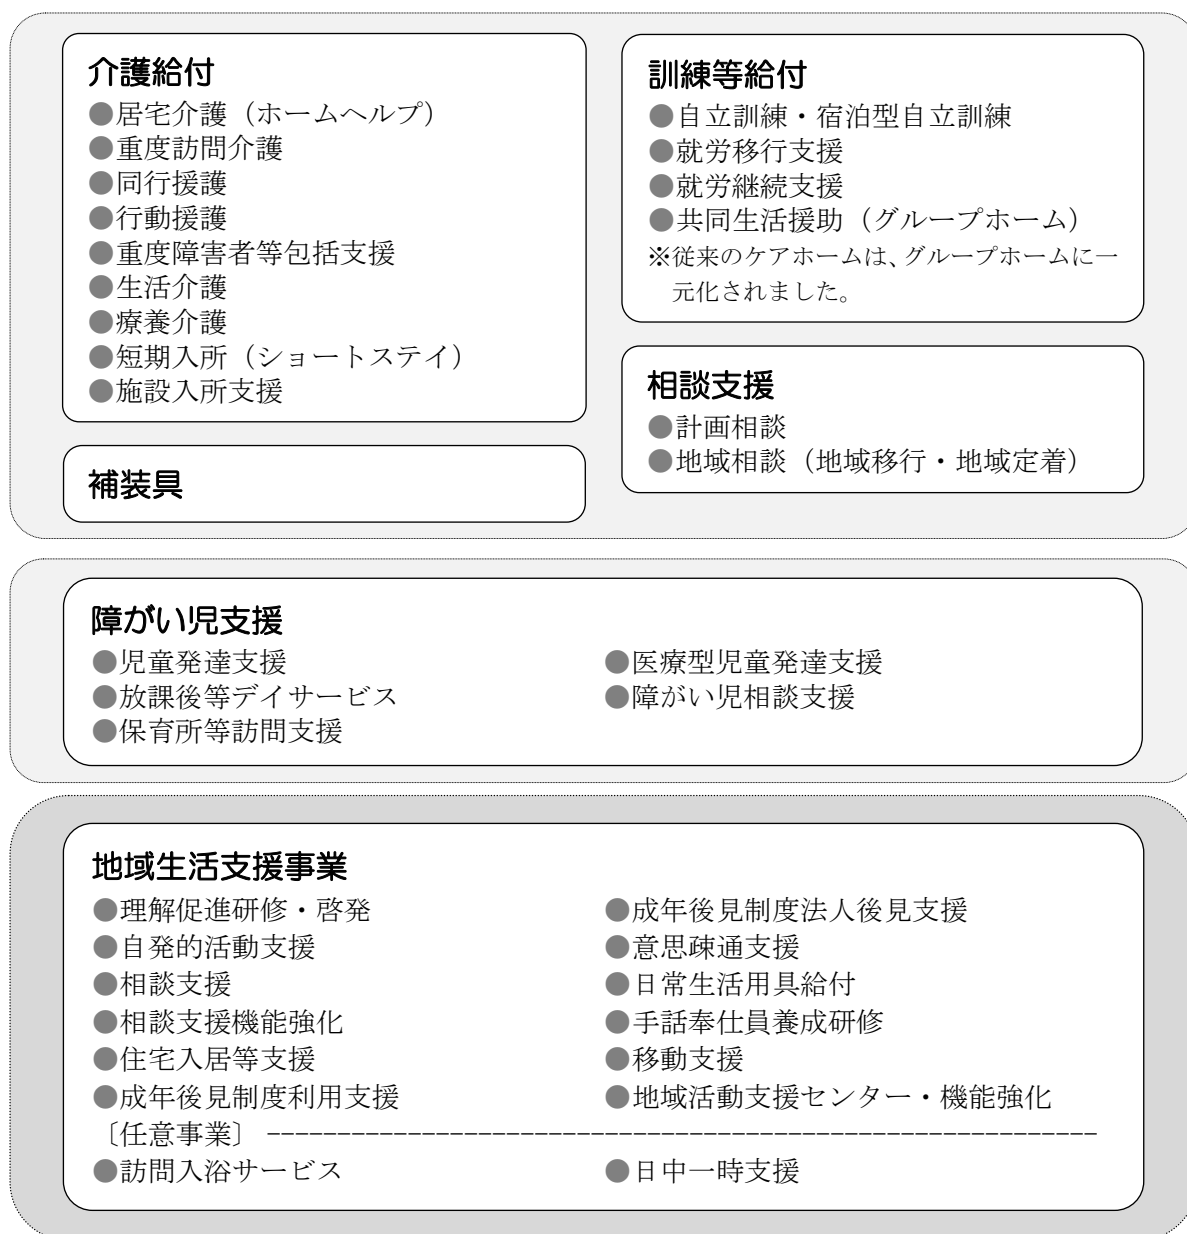 介護給付
●居宅介護（ホームヘルプ）
●重度訪問介護
●同行援護
●行動援護
●重度障害者等包括支援
●生活介護
●療養介護
●短期入所（ショートステイ）
●施設入所支援
補装具
訓練等給付
●自立訓練・宿泊型自立訓練
●就労移行支援
●就労継続支援
●共同生活援助（グループホーム）
※従来のケアホームは、グループホームに一
元化されました。
相談支援
●計画相談
●地域相談（地域移行・地域定着）
障がい児支援
●児童発達支援
●放課後等デイサービス
●保育所等訪問支援
●医療型児童発達支援
●障がい児相談支援
地域生活支援事業
●理解促進研修・啓発
●自発的活動支援
●相談支援
●相談支援機能強化
●住宅入居等支援
●成年後見制度利用支援
●成年後見制度法人後見支援
●意思疎通支援
●日常生活用具給付
●手話奉仕員養成研修
●移動支援
●地域活動支援センター・機能強化
〔任意事業〕
●訪問入浴サービス
●日中一時支援